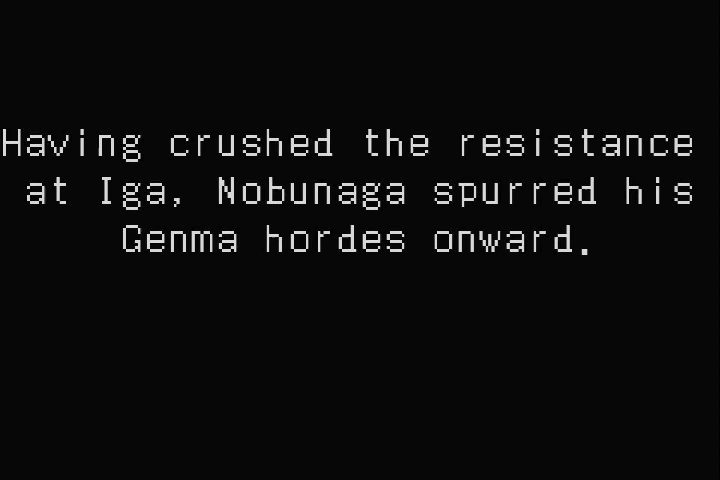 Having crushed the resistance
at Iga, Nobunaga spurred his
Genma hordes onward.